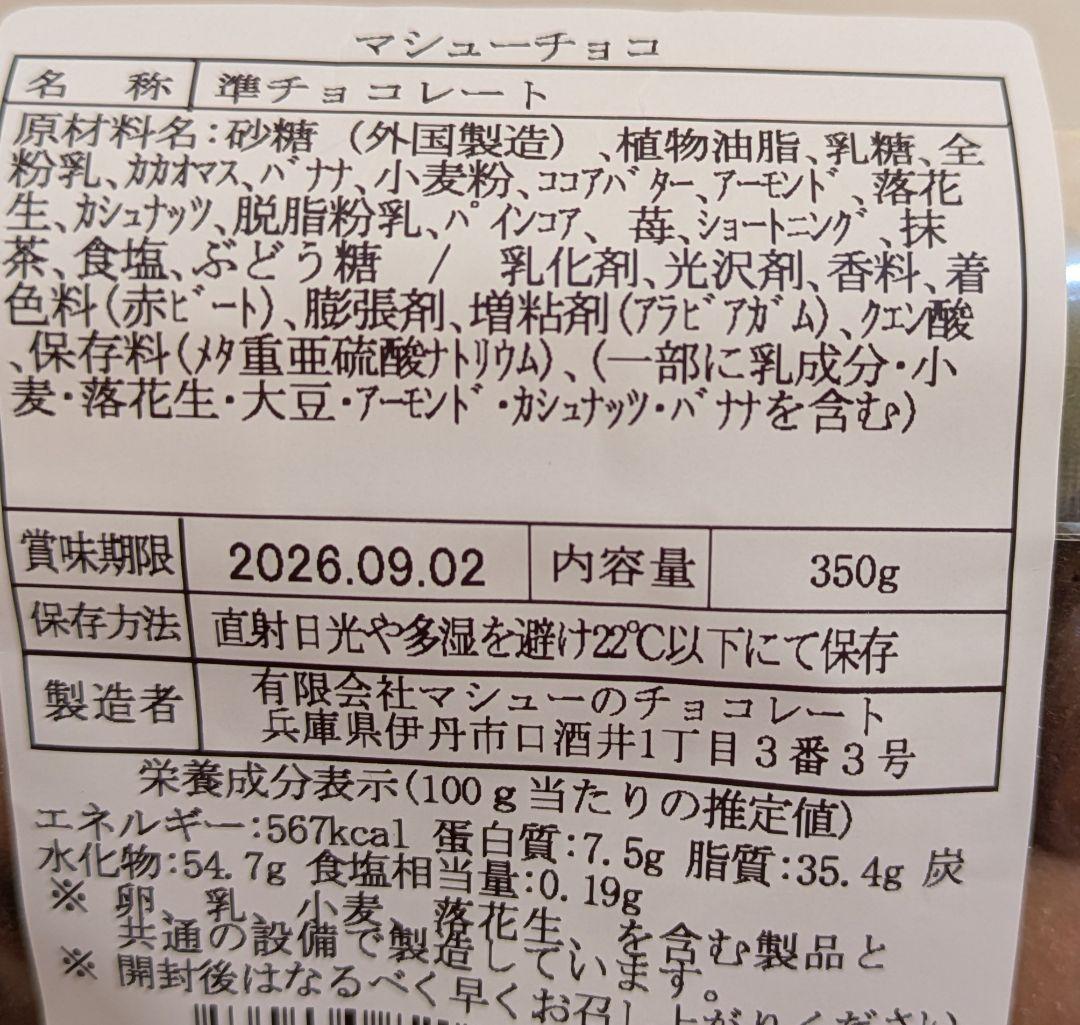 マシューチョコ
名　称 準チョコレート
原材料名:砂糖（外国製造）､植物油脂､乳糖､全
粉乳､ｶｶｵﾏｽ､ﾊﾞﾅﾅ､小麦粉､ｺｺｱﾊﾞﾀｰ､ｱｰﾓﾝﾄﾞ､落花
生､ｶｼｭﾅｯﾂ､脱脂粉乳､ﾊﾟｲﾝｺｱ､ 苺､ｼｮｰﾄﾆﾝｸﾞ､抹
茶､食塩､ぶどう糖　/　乳化剤､光沢剤､香料､着
色料(赤ﾋﾞｰﾄ)､膨張剤､増粘剤(ｱﾗﾋﾞｱｶﾞﾑ)､ｸｴﾝ酸
､保存料(ﾒﾀ重亜硫酸ﾅﾄﾘｳﾑ)､(一部に乳成分･小
麦･落花生･大豆･ｱｰﾓﾝﾄﾞ･ｶｼｭﾅｯﾂ･ﾊﾞﾅﾅを含む)
賞味期限 2026.09.02 内容量 350g
保存方法 直射日光や多湿を避け22℃以下にて保存
製造者 有限会社マシューのチョコレート
兵庫県伊丹市口酒井1丁目３番３号
栄養成分表示(100ｇ当たりの推定値)
エネルギー:567kcal 蛋白質:7.5g 脂質:35.4g 炭
水化物:54.7g 食塩相当量:0.19g
※ 卵、乳、小麦、落花生、を含む製品と
共通の設備で製造しています。
※ 開封後はなるべく早くお召し上がりください